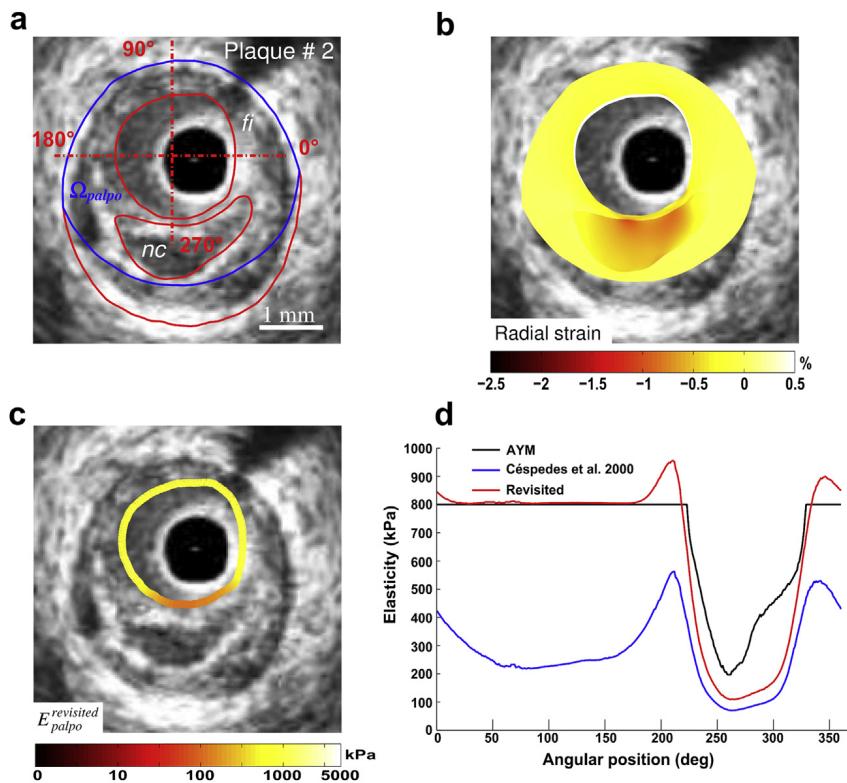 a
90°
Plaque # 2
fi
180°
0°
Ωpalpo
nc
270°
1 mm
b
Radial strain
%
−2.5 −2 −1.5 −1 −0.5 0 0.5
c
E revisited palpo
kPa
0 10 100 1000 5000
d
AYM
Céspedes et al. 2000
Revisited
Elasticity (kPa)
1000
900
800
700
600
500
400
300
200
100
0
0 50 100 150 200 250 300 350
Angular position (deg)